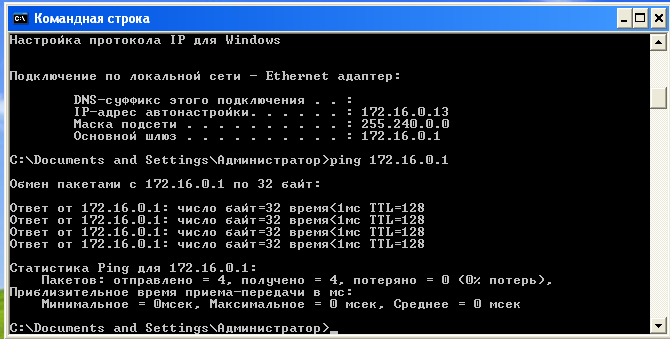 Командная строка
Настройка протокола IP для Windows
Подключение по локальной сети - Ethernet адаптер:
DNS-суффикс этого подключения . . :
IP-адрес автонастройки. . . . . . : 172.16.0.13
Маска подсети . . . . . . . . . . : 255.240.0.0
Основной шлюз . . . . . . . . . . : 172.16.0.1
C:\Documents and Settings\Администратор>ping 172.16.0.1
Обмен пакетами с 172.16.0.1 по 32 байт:
Ответ от 172.16.0.1: число байт=32 время<1мс TTL=128
Ответ от 172.16.0.1: число байт=32 время<1мс TTL=128
Ответ от 172.16.0.1: число байт=32 время<1мс TTL=128
Ответ от 172.16.0.1: число байт=32 время<1мс TTL=128
Статистика Ping для 172.16.0.1:
Пакетов: отправлено = 4, получено = 4, потеряно = 0 (0% потерь),
Приблизительное время приема-передачи в мс:
Минимальное = 0мсек, Максимальное = 0 мсек, Среднее = 0 мсек
C:\Documents and Settings\Администратор>_